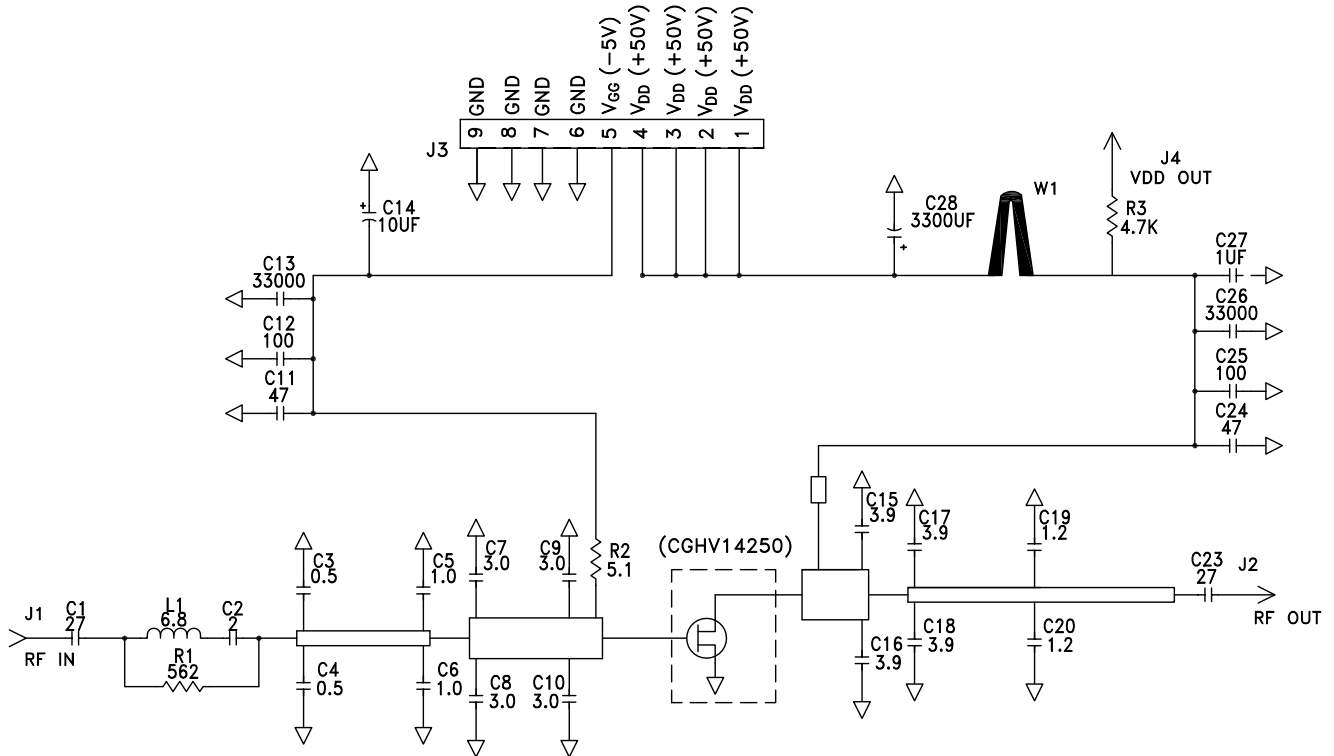 GND
GND
GND
GND
VGG (-5V)
VDD (+50V)
VDD (+50V)
VDD (+50V)
VDD (+50V)
J3
9 8 7 6 5 4 3 2 1
C14
10UF
C28
3300UF
W1
J4
VDD OUT
R3
4.7K
C13
33000
C12
100
C11
47
C27
1UF
C26
33000
C25
100
C24
47
C3
0.5
C5
1.0
C7
3.0
C9
3.0
R2
5.1
(CGHV14250)
C15
3.9
C17
3.9
C19
1.2
C23
27
J2
RF OUT
J1
RF IN
C1
27
L1
6.8
C2
2
R1
562
C4
0.5
C6
1.0
C8
3.0
C10
3.0
C16
3.9
C18
3.9
C20
1.2
+
+